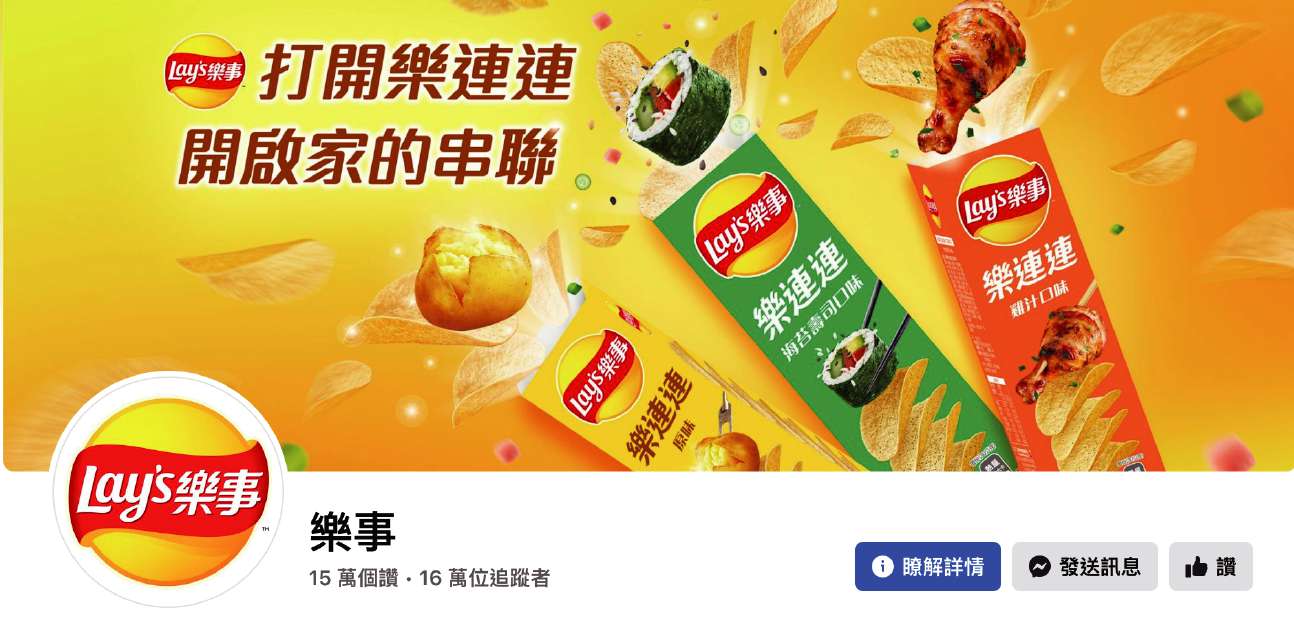 Lay's樂事 打開樂連連
開啟家的串聯
Lay's樂事
樂連連
原味
Lay's樂事
樂連連
海苔壽司口味
Lay's樂事
樂連連
雞汁口味
Lay's樂事
TM
樂事
15 萬個讚 · 16 萬位追蹤者
瞭解詳情
發送訊息
讚